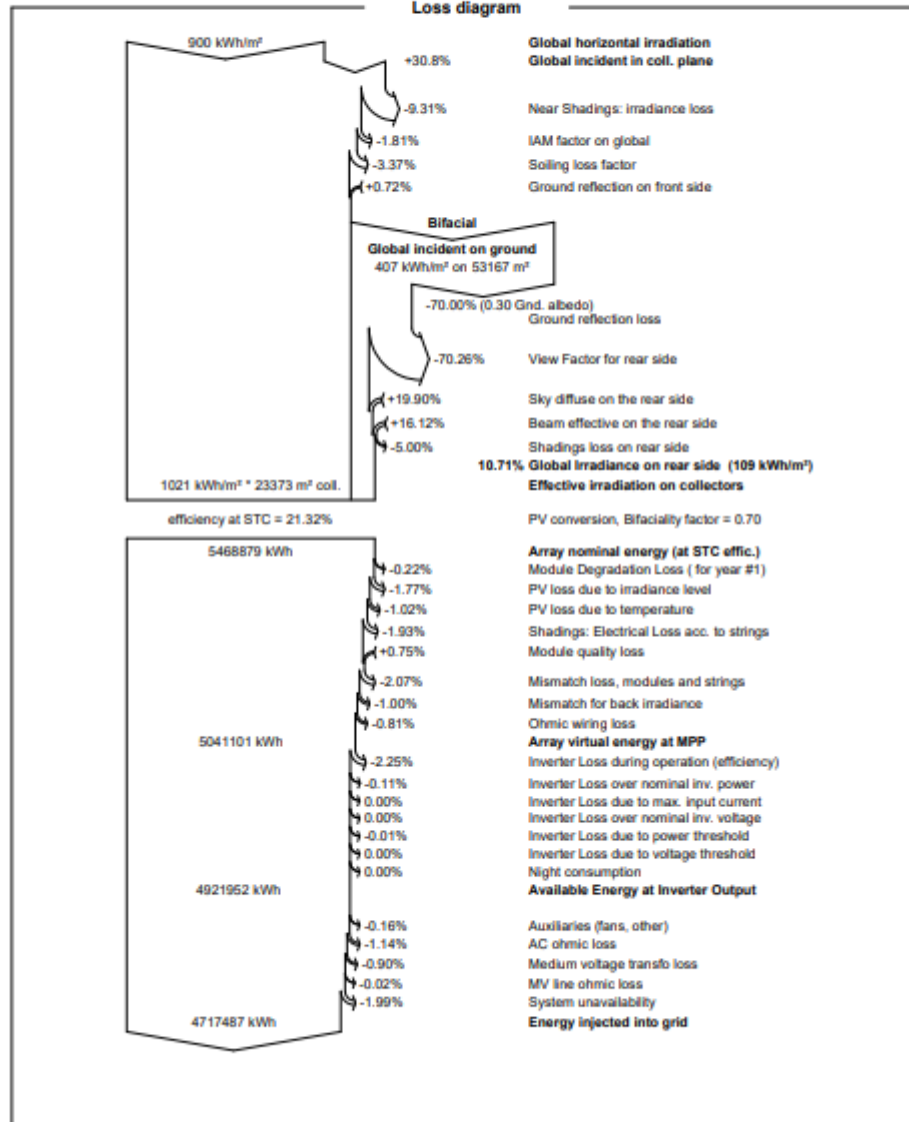 Loss diagram
900 kWh/m² Global horizontal irradiation
+30.8% Global incident in coll. plane
-9.31% Near Shadings: irradiance loss
-1.81% IAM factor on global
-3.37% Soiling loss factor
+0.72% Ground reflection on front side
Bifacial
Global incident on ground
407 kWh/m² on 53167 m²
-70.00% (0.30 Gnd. albedo)
Ground reflection loss
-70.26% View Factor for rear side
+19.90% Sky diffuse on the rear side
+16.12% Beam effective on the rear side
-5.00% Shadings loss on rear side
10.71% Global Irradiance on rear side (109 kWh/m²)
1021 kWh/m² * 23373 m² coll. Effective irradiation on collectors
efficiency at STC = 21.32% PV conversion, Bifaciality factor = 0.70
5468879 kWh Array nominal energy (at STC effic.)
-0.22% Module Degradation Loss ( for year #1)
-1.77% PV loss due to irradiance level
-1.02% PV loss due to temperature
-1.93% Shadings: Electrical Loss acc. to strings
+0.75% Module quality loss
-2.07% Mismatch loss, modules and strings
-1.00% Mismatch for back irradiance
-0.81% Ohmic wiring loss
5041101 kWh Array virtual energy at MPP
-2.25% Inverter Loss during operation (efficiency)
-0.11% Inverter Loss over nominal inv. power
0.00% Inverter Loss due to max. input current
0.00% Inverter Loss over nominal inv. voltage
-0.01% Inverter Loss due to power threshold
0.00% Inverter Loss due to voltage threshold
0.00% Night consumption
4921952 kWh Available Energy at Inverter Output
-0.16% Auxiliaries (fans, other)
-1.14% AC ohmic loss
-0.90% Medium voltage transfo loss
-0.02% MV line ohmic loss
-1.99% System unavailability
4717487 kWh Energy injected into grid